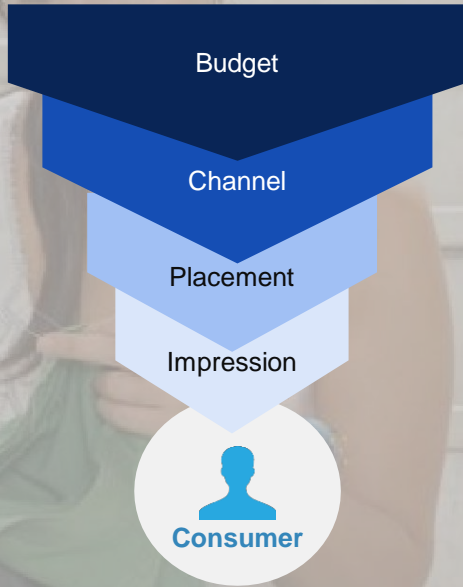 Budget
Channel
Placement
Impression
Consumer